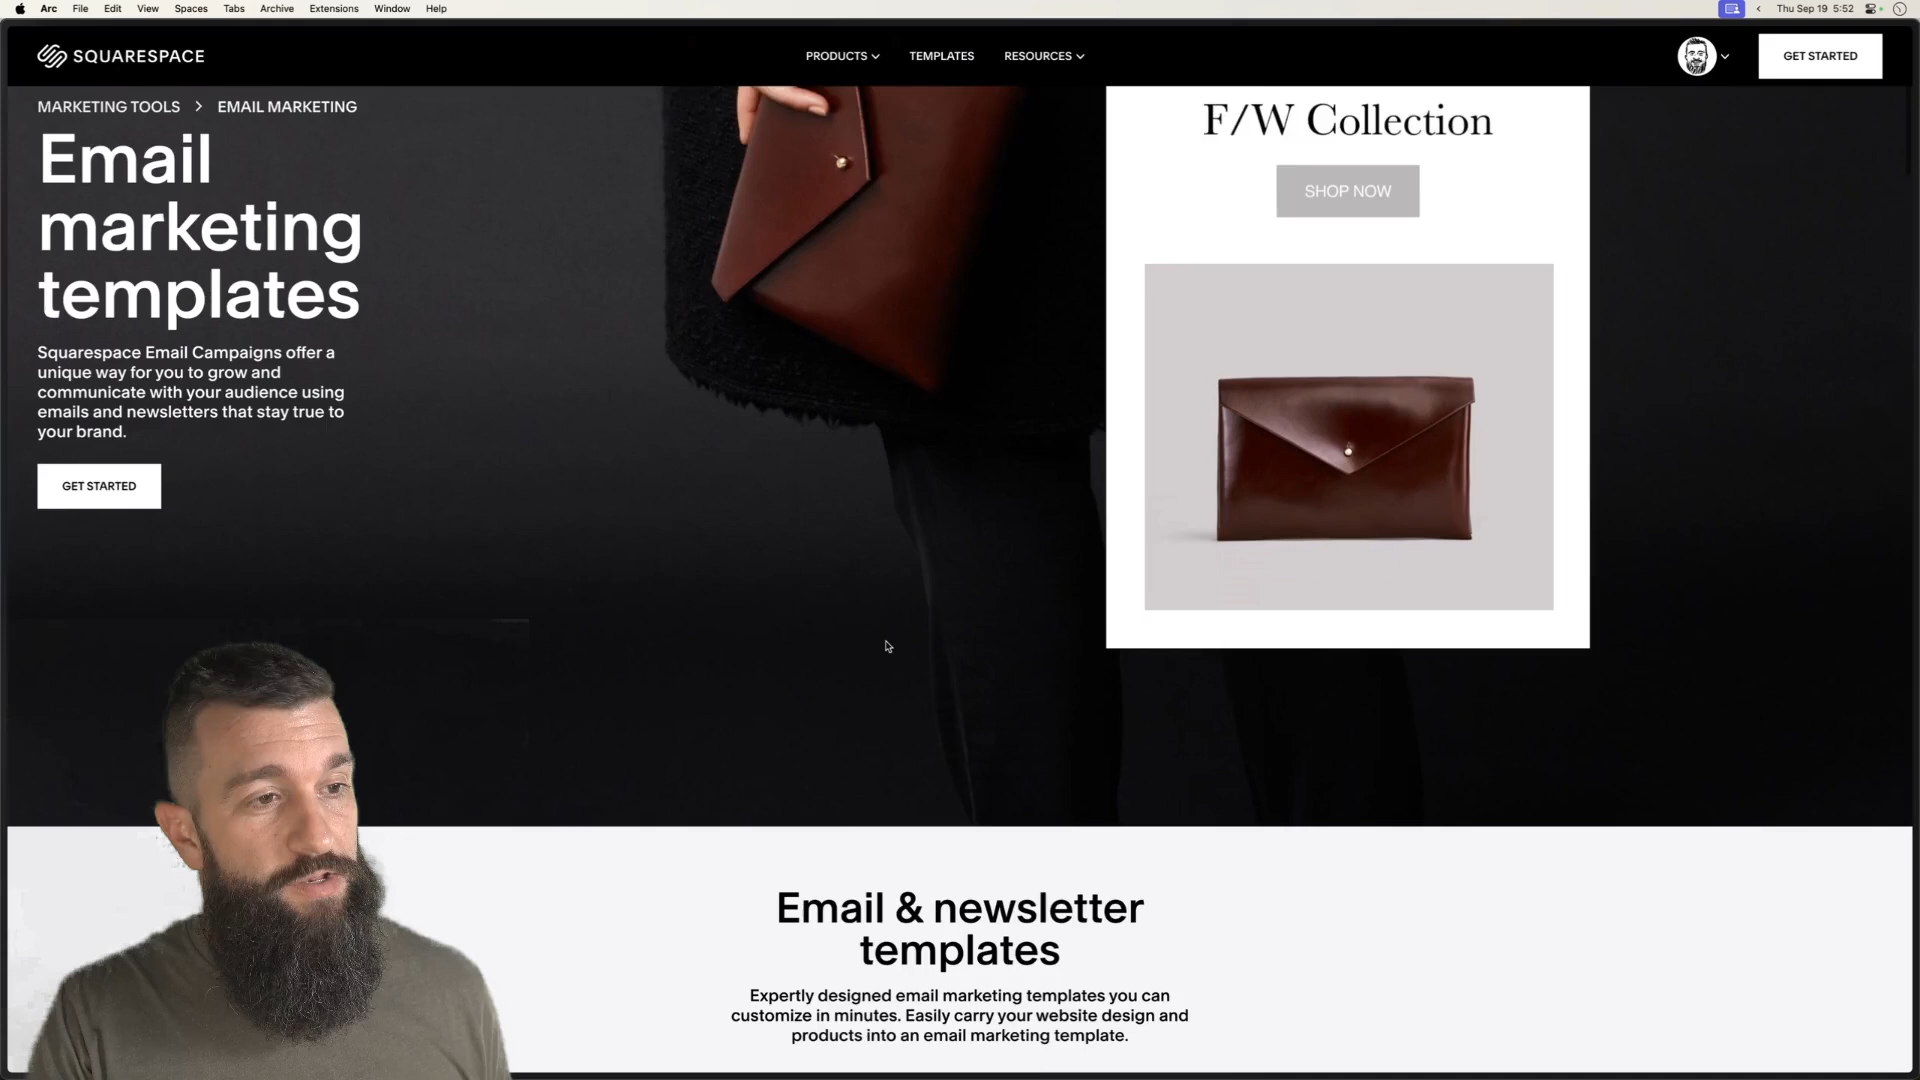 Arc File Edit View Spaces Tabs Archive Extensions Window Help Thu Sep 19 5:52
SQUARESPACE PRODUCTS TEMPLATES RESOURCES GET STARTED
MARKETING TOOLS > EMAIL MARKETING
Email
marketing
templates
Squarespace Email Campaigns offer a
unique way for you to grow and
communicate with your audience using
emails and newsletters that stay true to
your brand.
GET STARTED
F/W Collection
SHOP NOW
Email & newsletter
templates
Expertly designed email marketing templates you can
customize in minutes. Easily carry your website design and
products into an email marketing template.